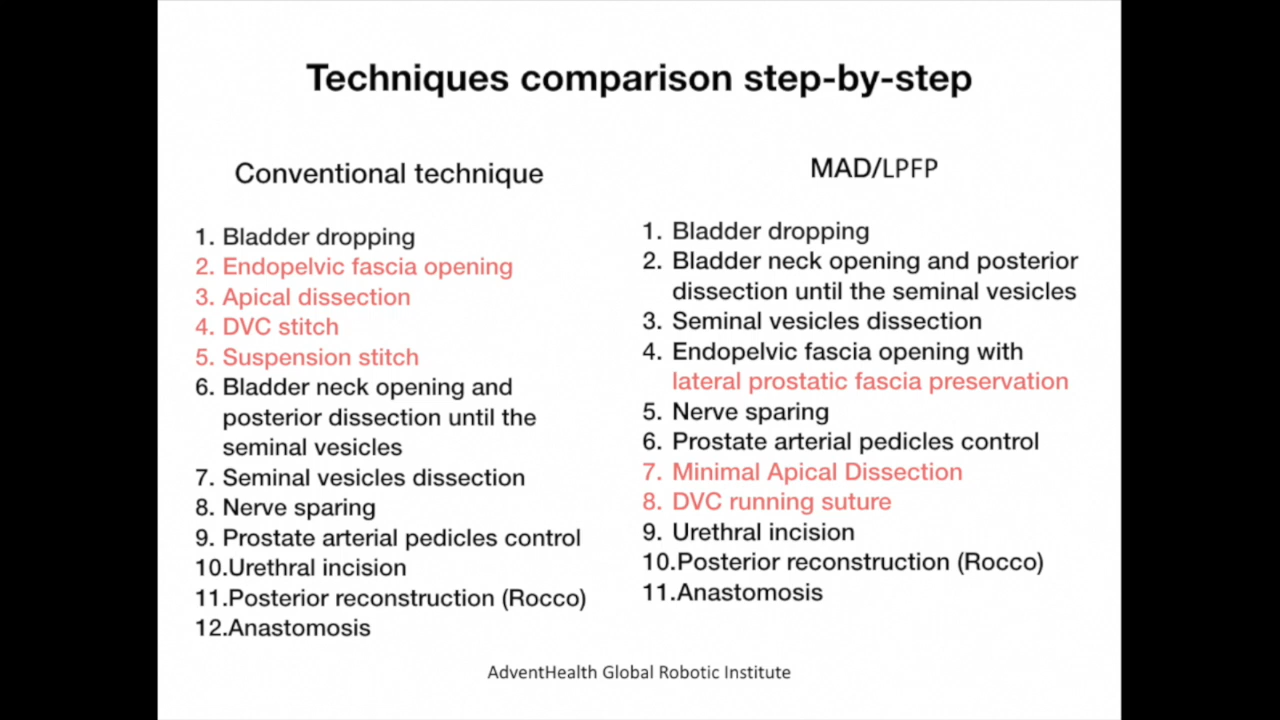 Techniques comparison step-by-step
Conventional technique
1. Bladder dropping
2. Endopelvic fascia opening
3. Apical dissection
4. DVC stitch
5. Suspension stitch
6. Bladder neck opening and
posterior dissection until the
seminal vesicles
7. Seminal vesicles dissection
8. Nerve sparing
9. Prostate arterial pedicles control
10.Urethral incision
11.Posterior reconstruction (Rocco)
12.Anastomosis
MAD/LPFP
1. Bladder dropping
2. Bladder neck opening and posterior
dissection until the seminal vesicles
3. Seminal vesicles dissection
4. Endopelvic fascia opening with
lateral prostatic fascia preservation
5. Nerve sparing
6. Prostate arterial pedicles control
7. Minimal Apical Dissection
8. DVC running suture
9. Urethral incision
10.Posterior reconstruction (Rocco)
11.Anastomosis
AdventHealth Global Robotic Institute